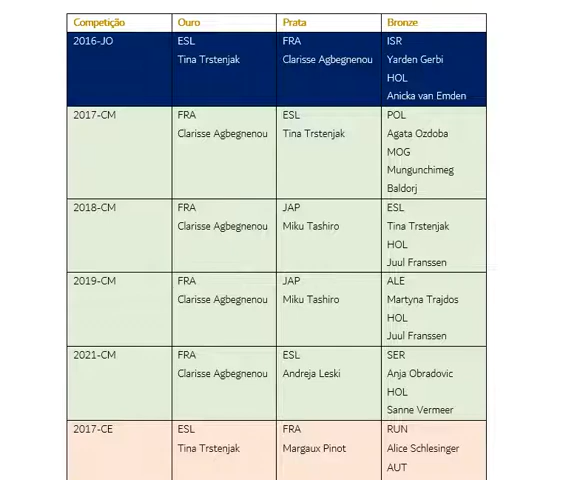 Competição Ouro Prata Bronze
2016-JO ESL FRA ISR
Tina Trstenjak Clarisse Agbegnenou Yarden Gerbi
HOL
Anicka van Emden
2017-CM FRA ESL POL
Clarisse Agbegnenou Tina Trstenjak Agata Ozdoba
MOG
Mungunchimeg
Baldorj
2018-CM FRA JAP ESL
Clarisse Agbegnenou Miku Tashiro Tina Trstenjak
HOL
Juul Franssen
2019-CM FRA JAP ALE
Clarisse Agbegnenou Miku Tashiro Martyna Trajdos
HOL
Juul Franssen
2021-CM FRA ESL SER
Clarisse Agbegnenou Andreja Leski Anja Obradovic
HOL
Sanne Vermeer
2017-CE ESL FRA RUN
Tina Trstenjak Margaux Pinot Alice Schlesinger
AUT